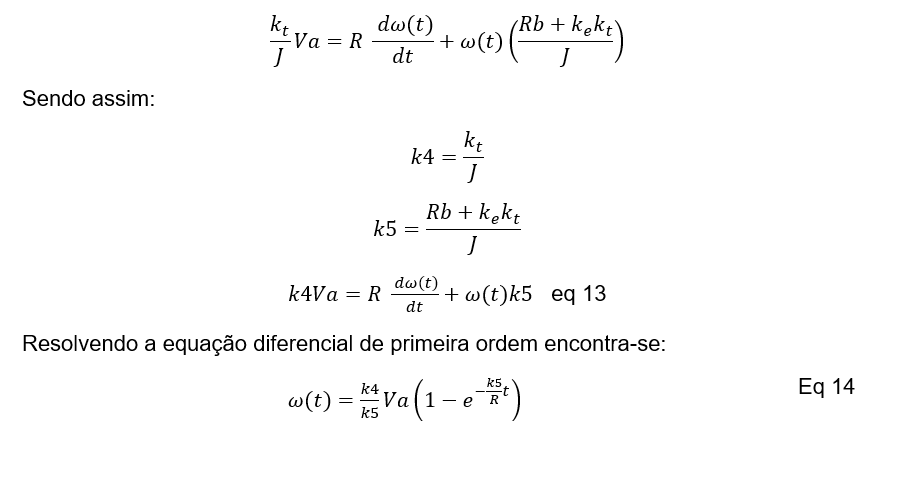 k_t/J Va = R dω(t)/dt + ω(t) ((Rb + k_e k_t)/J)
Sendo assim:
k4 = k_t/J
k5 = (Rb + k_e k_t)/J
k4Va = R dω(t)/dt + ω(t)k5 eq 13
Resolvendo a equação diferencial de primeira ordem encontra-se:
ω(t) = k4/k5 Va (1 − e^(−k5/R t)) Eq 14